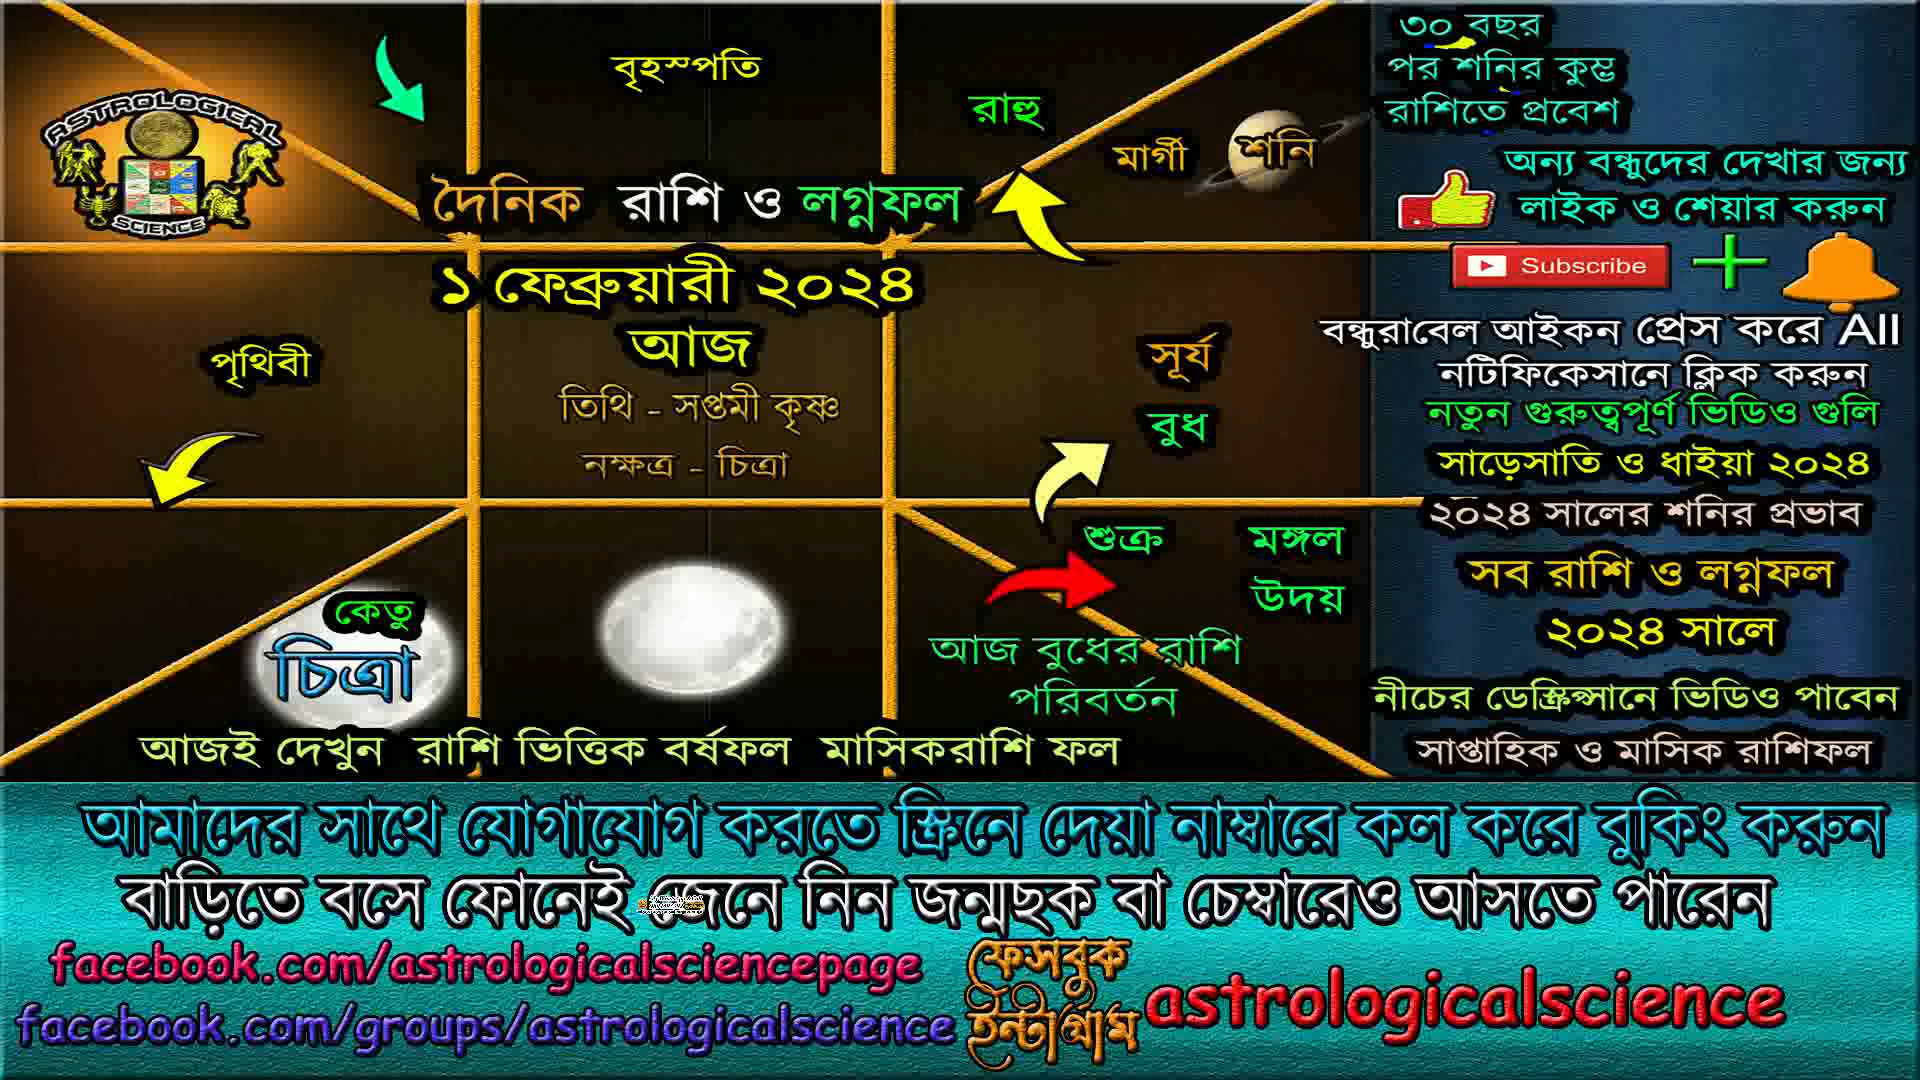 ASTROLOGICAL
SCIENCE
বৃহস্পতি
রাহু
মার্গী শনি
দৈনিক রাশি ও লগ্নফল
১ ফেব্রুয়ারী ২০২৪
আজ
তিথি - সপ্তমী কৃষ্ণ
নক্ষত্র - চিত্রা
পৃথিবী
সূর্য
বুধ
শুক্র
মঙ্গল
উদয়
কেতু
চিত্রা
আজ বুধের রাশি
পরিবর্তন
আজই দেখুন রাশি ভিত্তিক বর্ষফল মাসিকরাশি ফল
৩০ বছর
পর শনির কুম্ভ
রাশিতে প্রবেশ
অন্য বন্ধুদের দেখার জন্য
লাইক ও শেয়ার করুন
Subscribe
বন্ধুরাবেল আইকন প্রেস করে All
নটিফিকেসানে ক্লিক করুন
নতুন গুরুত্বপূর্ণ ভিডিও গুলি
সাড়েসাতি ও ধাইয়া ২০২৪
২০২৪ সালের শনির প্রভাব
সব রাশি ও লগ্নফল
২০২৪ সালে
নীচের ডেস্ক্রিপ্সানে ভিডিও পাবেন
সাপ্তাহিক ও মাসিক রাশিফল
আমাদের সাথে যোগাযোগ করতে স্ক্রিনে দেয়া নাম্বারে কল করে বুকিং করুন
বাড়িতে বসে ফোনেই জেনে নিন জন্মছক বা চেম্বারেও আসতে পারেন
facebook.com/astrologicalsciencepage
facebook.com/groups/astrologicalscience
ফেসবুক
ইন্টাগ্রাম
astrologicalscience